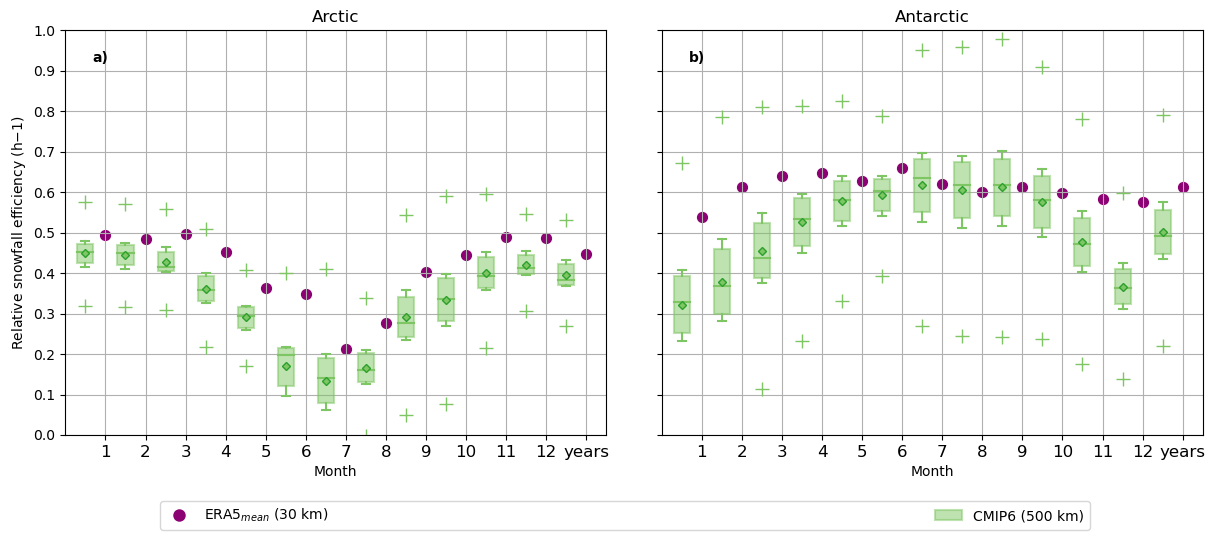 Arctic
Antarctic
a)
b)
Relative snowfall efficiency (h−1)
1.0
0.9
0.8
0.7
0.6
0.5
0.4
0.3
0.2
0.1
0.0
1 2 3 4 5 6 7 8 9 10 11 12 years
1 2 3 4 5 6 7 8 9 10 11 12 years
Month
Month
ERA5mean (30 km)
CMIP6 (500 km)